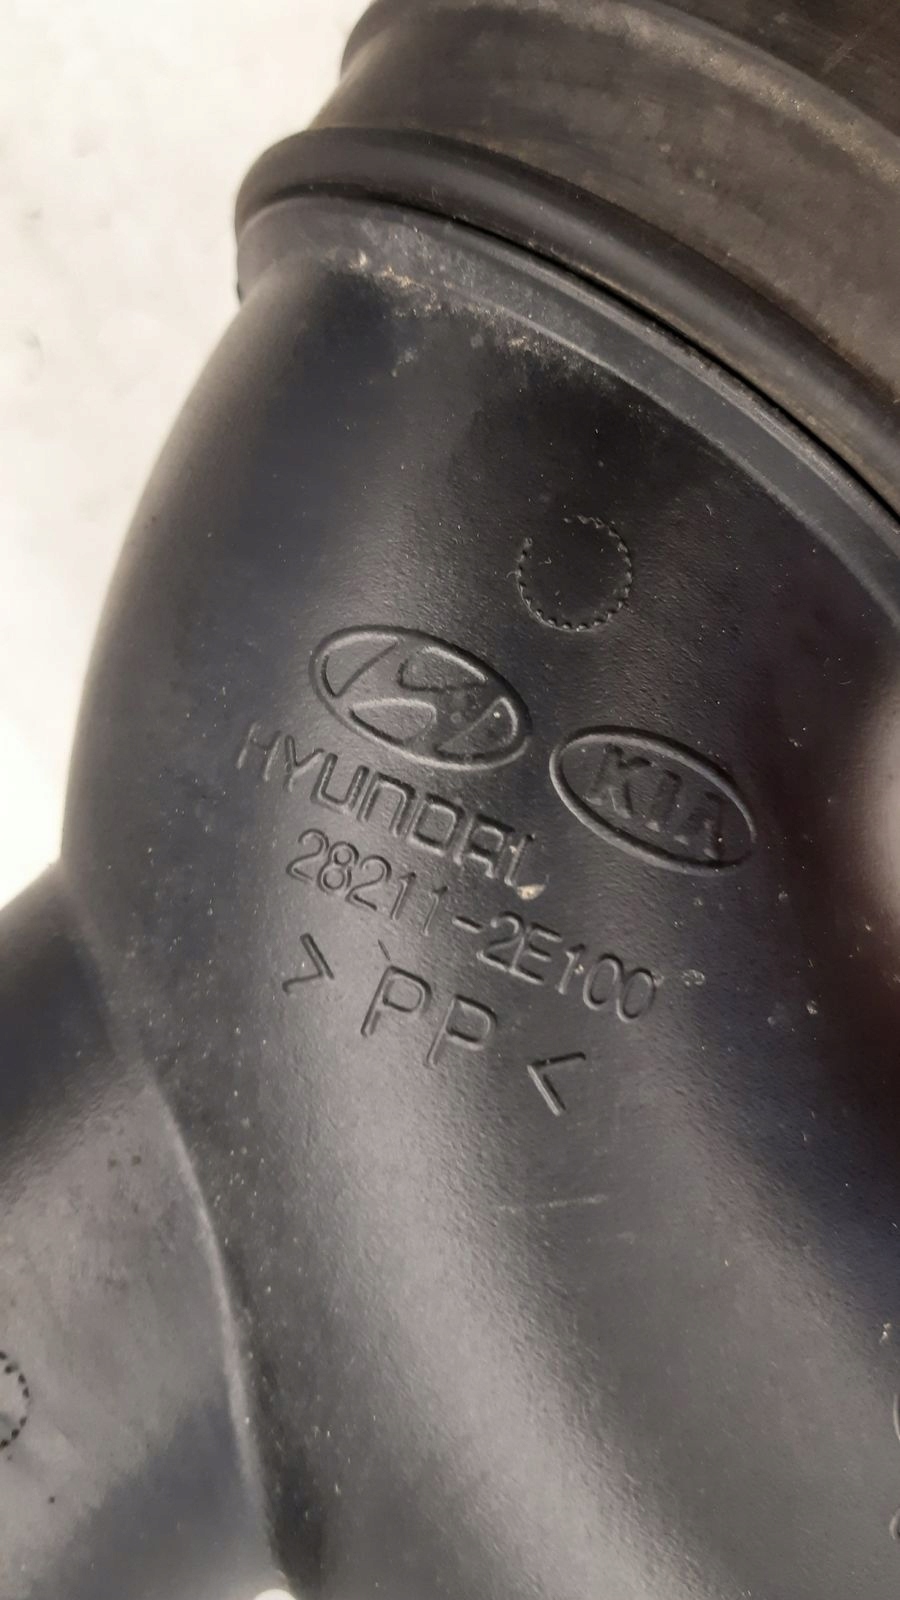 KIA
HYUNDAI
28211-2E100
> PP <